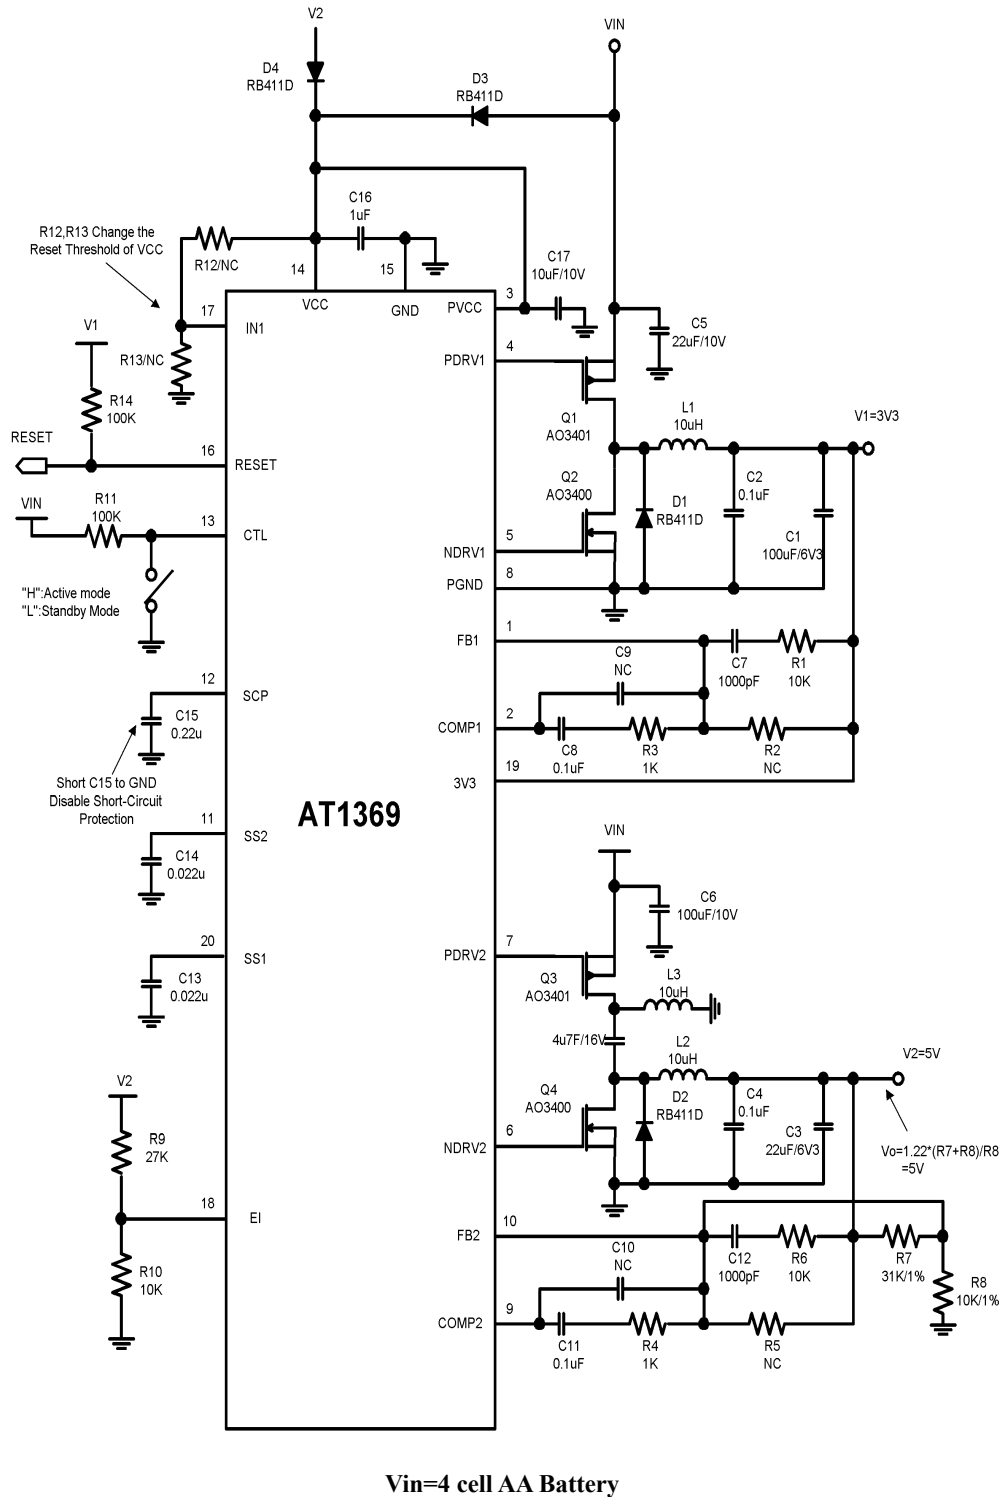 V2
VIN
D4
RB411D
D3
RB411D
C16
1uF
R12,R13 Change the
Reset Threshold of VCC
R12/NC
14
15
C17
10uF/10V
3
VCC
GND
PVCC
17
IN1
V1
R13/NC
4
PDRV1
C5
22uF/10V
R14
100K
Q1
AO3401
L1
10uH
V1=3V3
RESET
16
RESET
Q2
AO3400
C2
0.1uF
D1
RB411D
VIN
R11
100K
13
CTL
C1
100uF/6V3
5
NDRV1
8
PGND
"H":Active mode
"L":Standby Mode
1
FB1
C9
NC
C7
1000pF
R1
10K
12
SCP
C15
0.22u
2
COMP1
C8
0.1uF
R3
1K
R2
NC
19
3V3
Short C15 to GND
Disable Short-Circuit
Protection
AT1369
11
SS2
C14
0.022u
VIN
C6
100uF/10V
20
SS1
C13
0.022u
7
PDRV2
Q3
AO3401
L3
10uH
4u7F/16V
L2
10uH
V2=5V
V2
Q4
AO3400
D2
RB411D
C4
0.1uF
C3
22uF/6V3
Vo=1.22*(R7+R8)/R8
=5V
R9
27K
6
NDRV2
18
EI
10
FB2
C10
NC
C12
1000pF
R6
10K
R7
31K/1%
R8
10K/1%
R10
10K
9
COMP2
C11
0.1uF
R4
1K
R5
NC
Vin=4 cell AA Battery